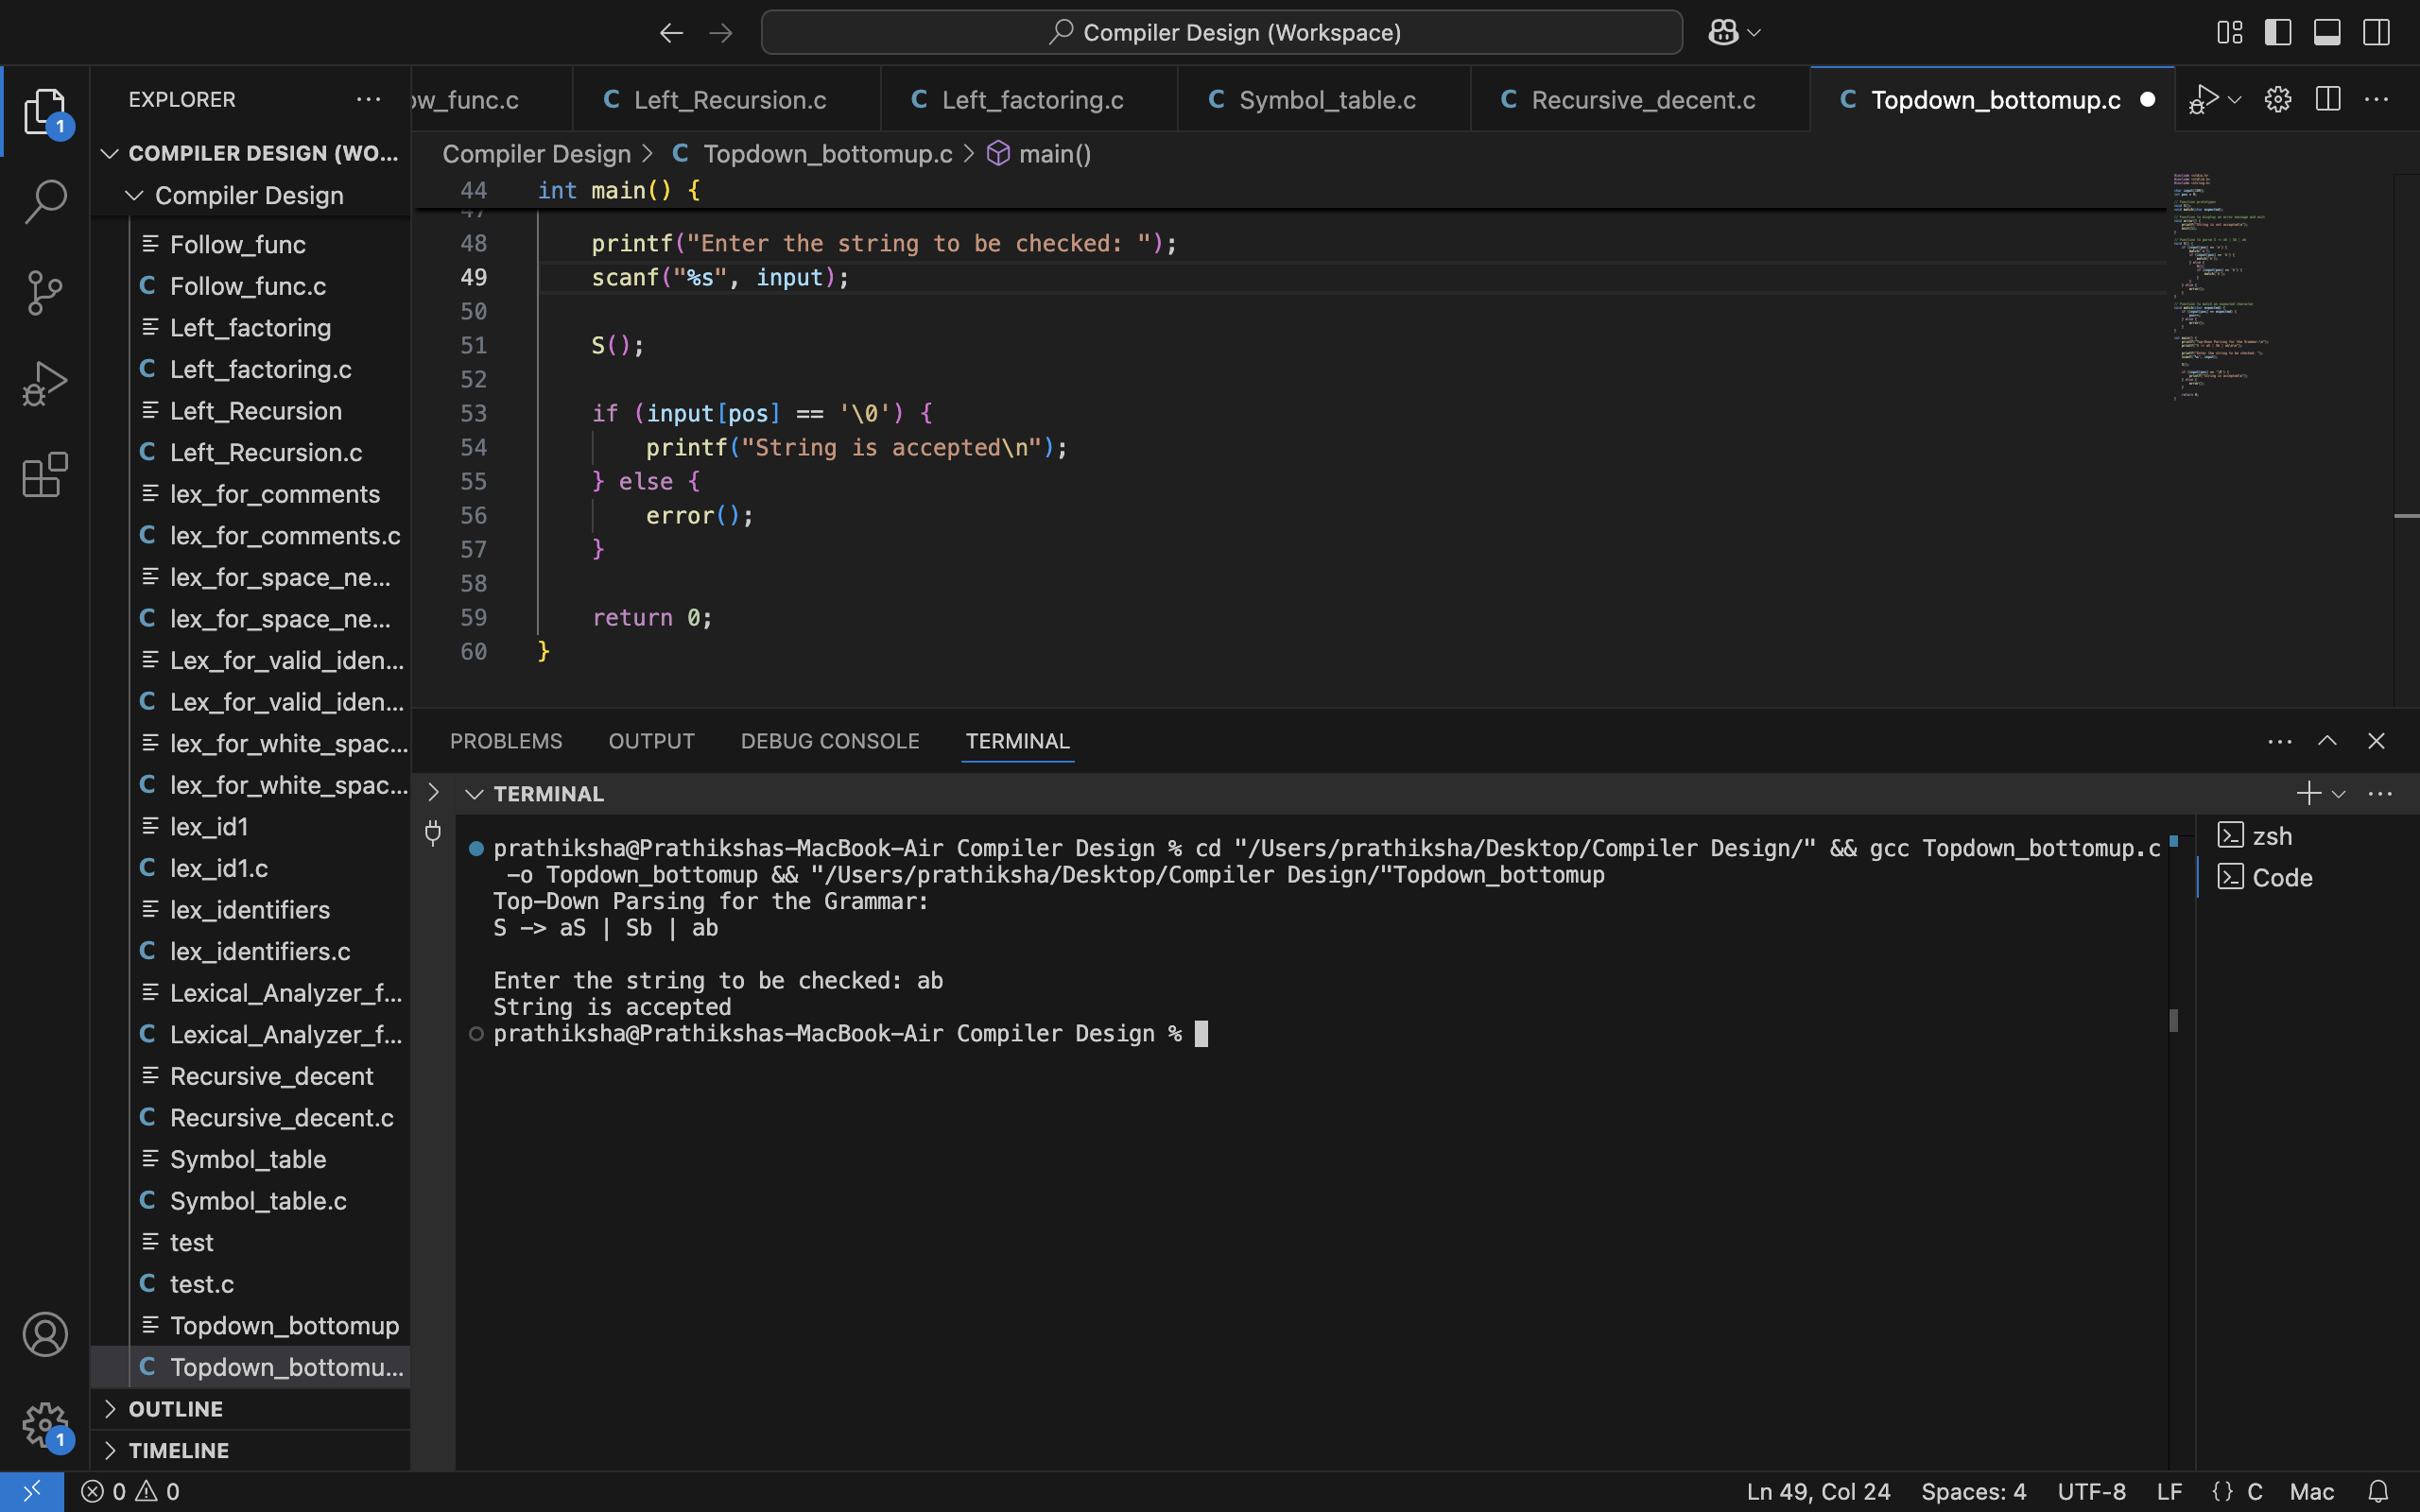 Compiler Design (Workspace)
EXPLORER
ow_func.c
C Left_Recursion.c
C Left_factoring.c
C Symbol_table.c
C Recursive_decent.c
C Topdown_bottomup.c
1
COMPILER DESIGN (WO...
Compiler Design
Follow_func
C Follow_func.c
Left_factoring
C Left_factoring.c
Left_Recursion
C Left_Recursion.c
lex_for_comments
C lex_for_comments.c
lex_for_space_ne...
C lex_for_space_ne...
Lex_for_valid_iden...
C Lex_for_valid_iden...
lex_for_white_spac...
C lex_for_white_spac...
lex_id1
C lex_id1.c
lex_identifiers
C lex_identifiers.c
Lexical_Analyzer_f...
C Lexical_Analyzer_f...
Recursive_decent
C Recursive_decent.c
Symbol_table
C Symbol_table.c
test
C test.c
Topdown_bottomup
C Topdown_bottomu...
OUTLINE
TIMELINE
1
Compiler Design > C Topdown_bottomup.c > main()
44 int main() {
47
48 printf("Enter the string to be checked: ");
49 scanf("%s", input);
50
51 S();
52
53 if (input[pos] == '\0') {
54 printf("String is accepted\n");
55 } else {
56 error();
57 }
58
59 return 0;
60 }
PROBLEMS OUTPUT DEBUG CONSOLE TERMINAL
TERMINAL
prathiksha@Prathikshas-MacBook-Air Compiler Design % cd "/Users/prathiksha/Desktop/Compiler Design/" && gcc Topdown_bottomup.c
-o Topdown_bottomup && "/Users/prathiksha/Desktop/Compiler Design/"Topdown_bottomup
Top-Down Parsing for the Grammar:
S -> aS | Sb | ab
Enter the string to be checked: ab
String is accepted
prathiksha@Prathikshas-MacBook-Air Compiler Design %
zsh
Code
0 0
Ln 49, Col 24 Spaces: 4 UTF-8 LF {} C Mac